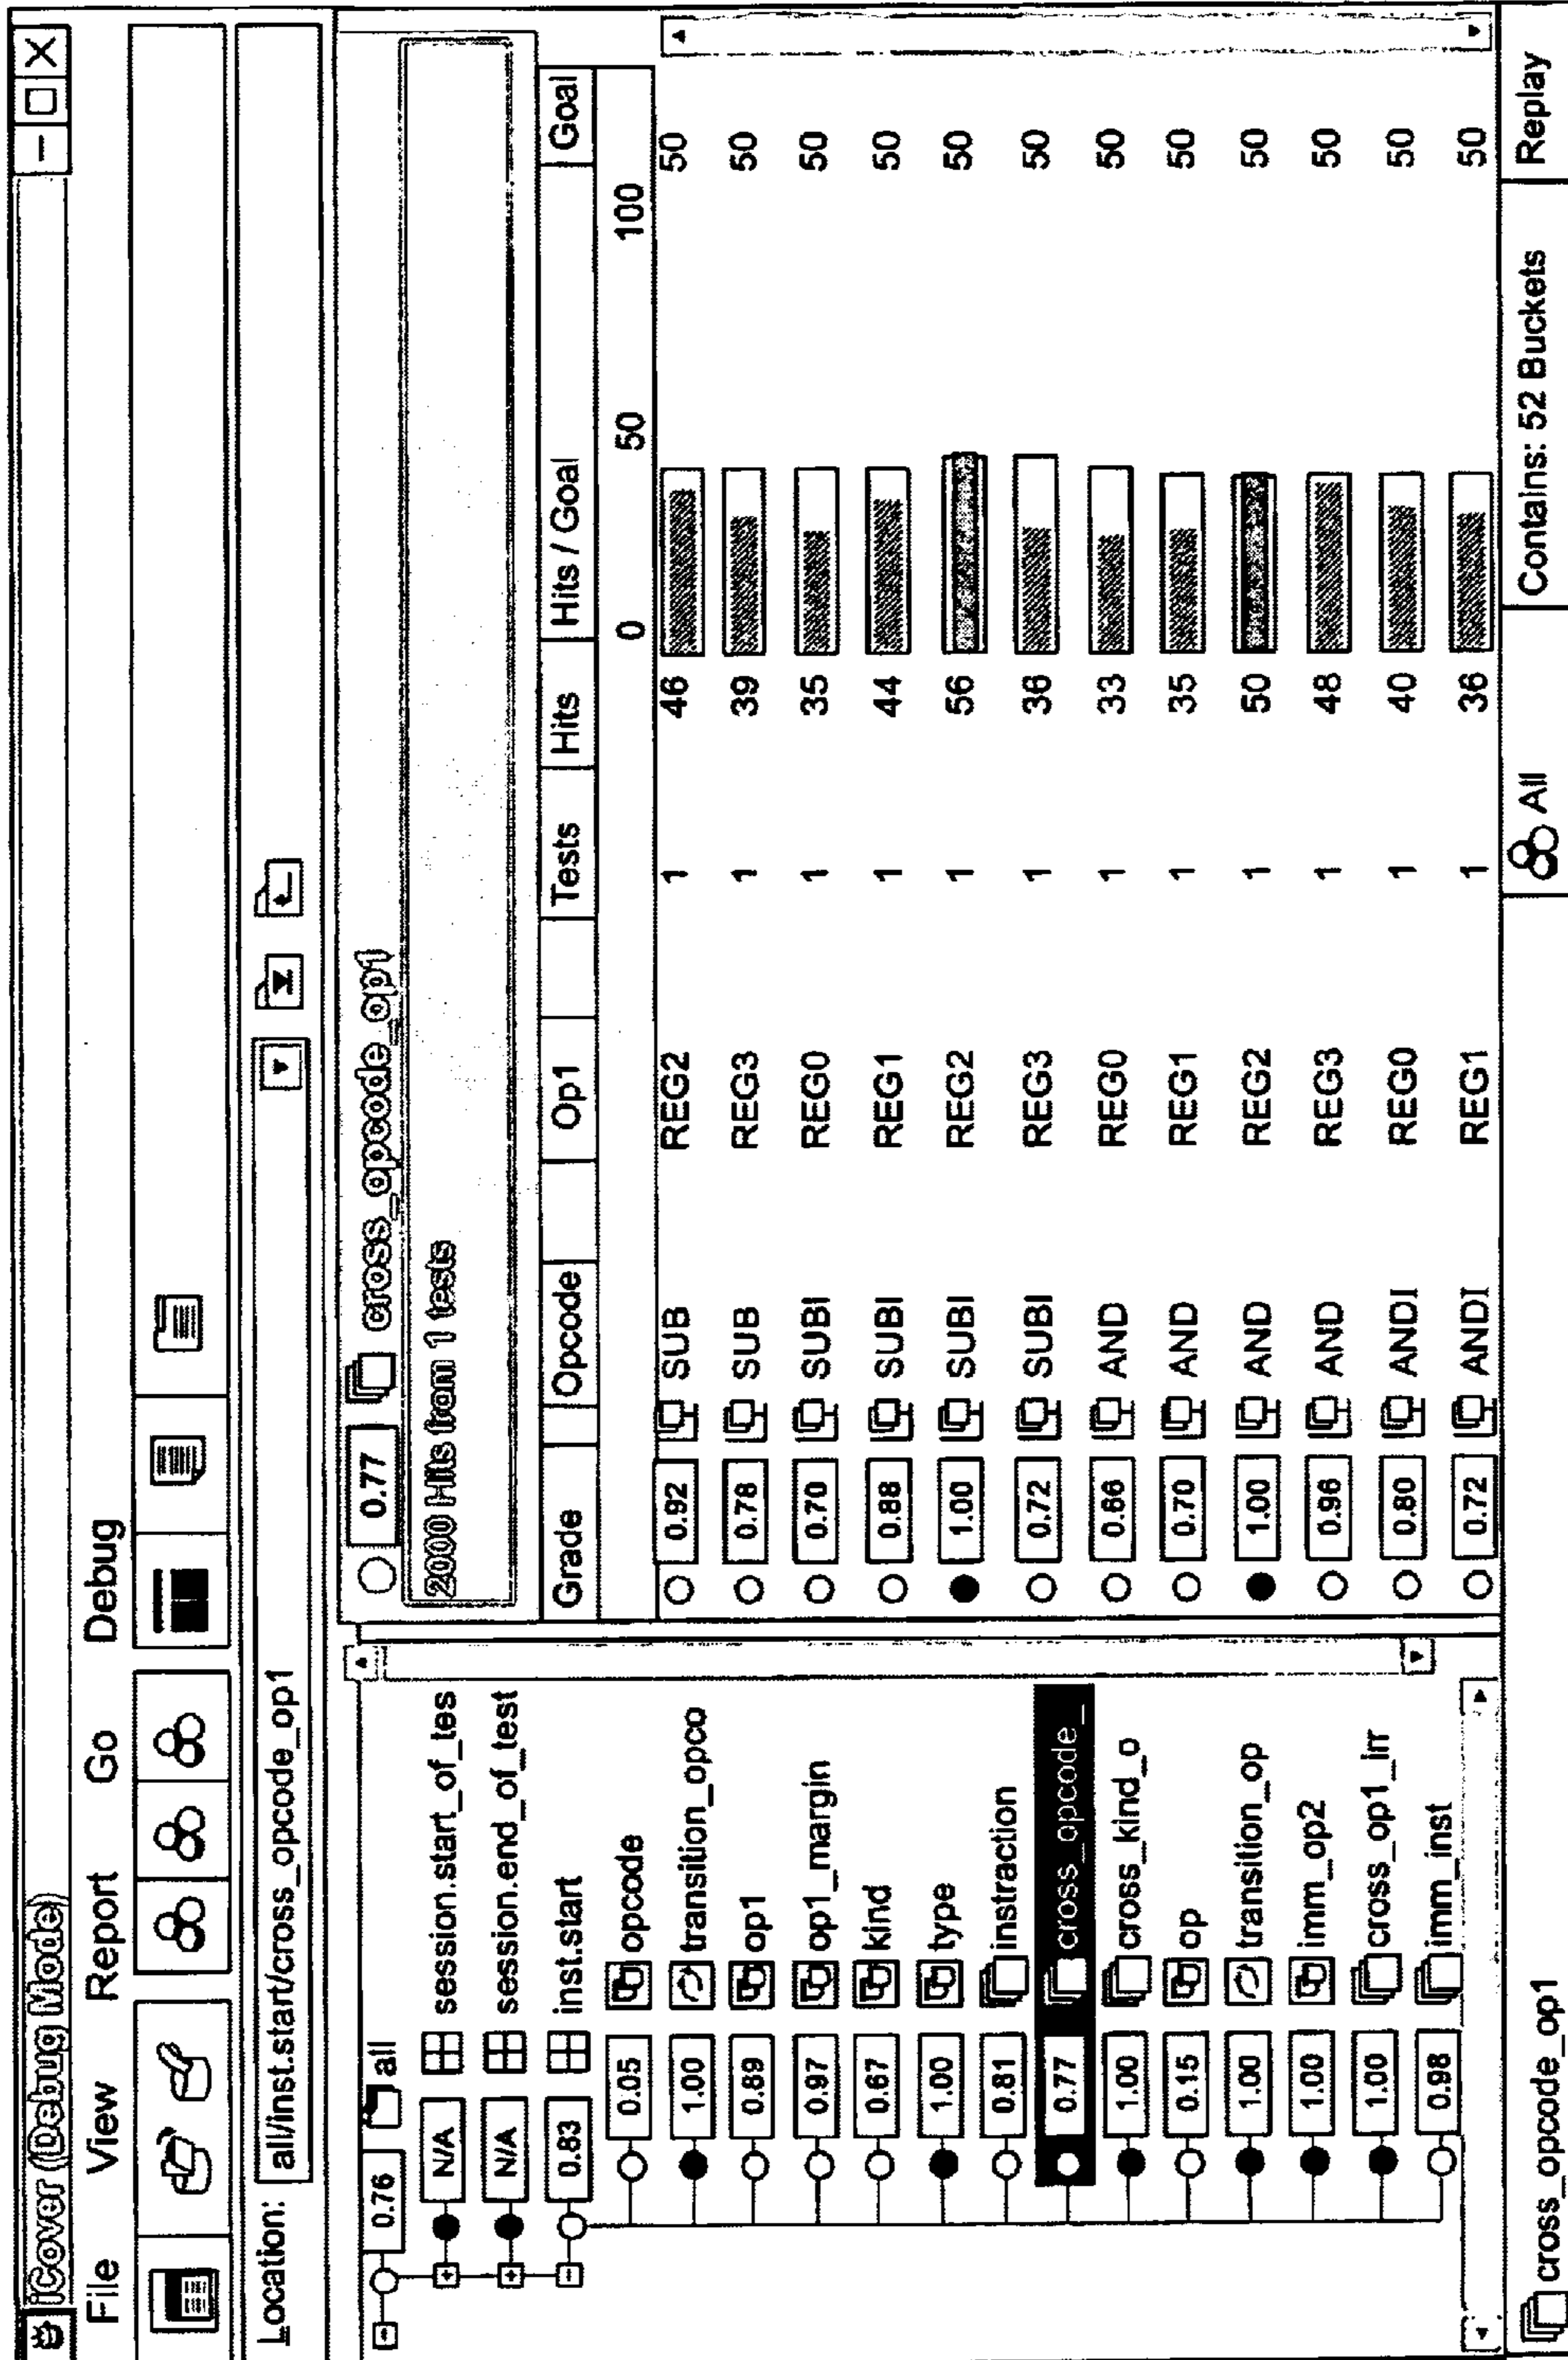 iCover (Debug Mode)
File View Report Go Debug
Location: all/inst.start/cross_opcode_op1
0.76 all
N/A session.start_of_tes
N/A session.end_of_test
0.83 inst.start
0.05 opcode
1.00 transition_opco
0.89 op1
0.97 op1_margin
0.67 kind
1.00 type
0.81 instraction
0.77 cross_opcode_
1.00 cross_kind_o
0.15 op
1.00 transition_op
1.00 imm_op2
1.00 cross_op1_irr
0.98 imm_inst
0.77 cross_opcode_op1
2000 Hits from 1 tests
Grade Opcode Op1 Tests Hits Hits / Goal Goal
0 50 100
0.92 SUB REG2 1 46 50
0.78 SUB REG3 1 39 50
0.70 SUBI REG0 1 35 50
0.88 SUBI REG1 1 44 50
1.00 SUBI REG2 1 56 50
0.72 SUBI REG3 1 36 50
0.66 AND REG0 1 33 50
0.70 AND REG1 1 35 50
1.00 AND REG2 1 50 50
0.96 AND REG3 1 48 50
0.80 ANDI REG0 1 40 50
0.72 ANDI REG1 1 36 50
cross_opcode_op1 All Contains: 52 Buckets Replay